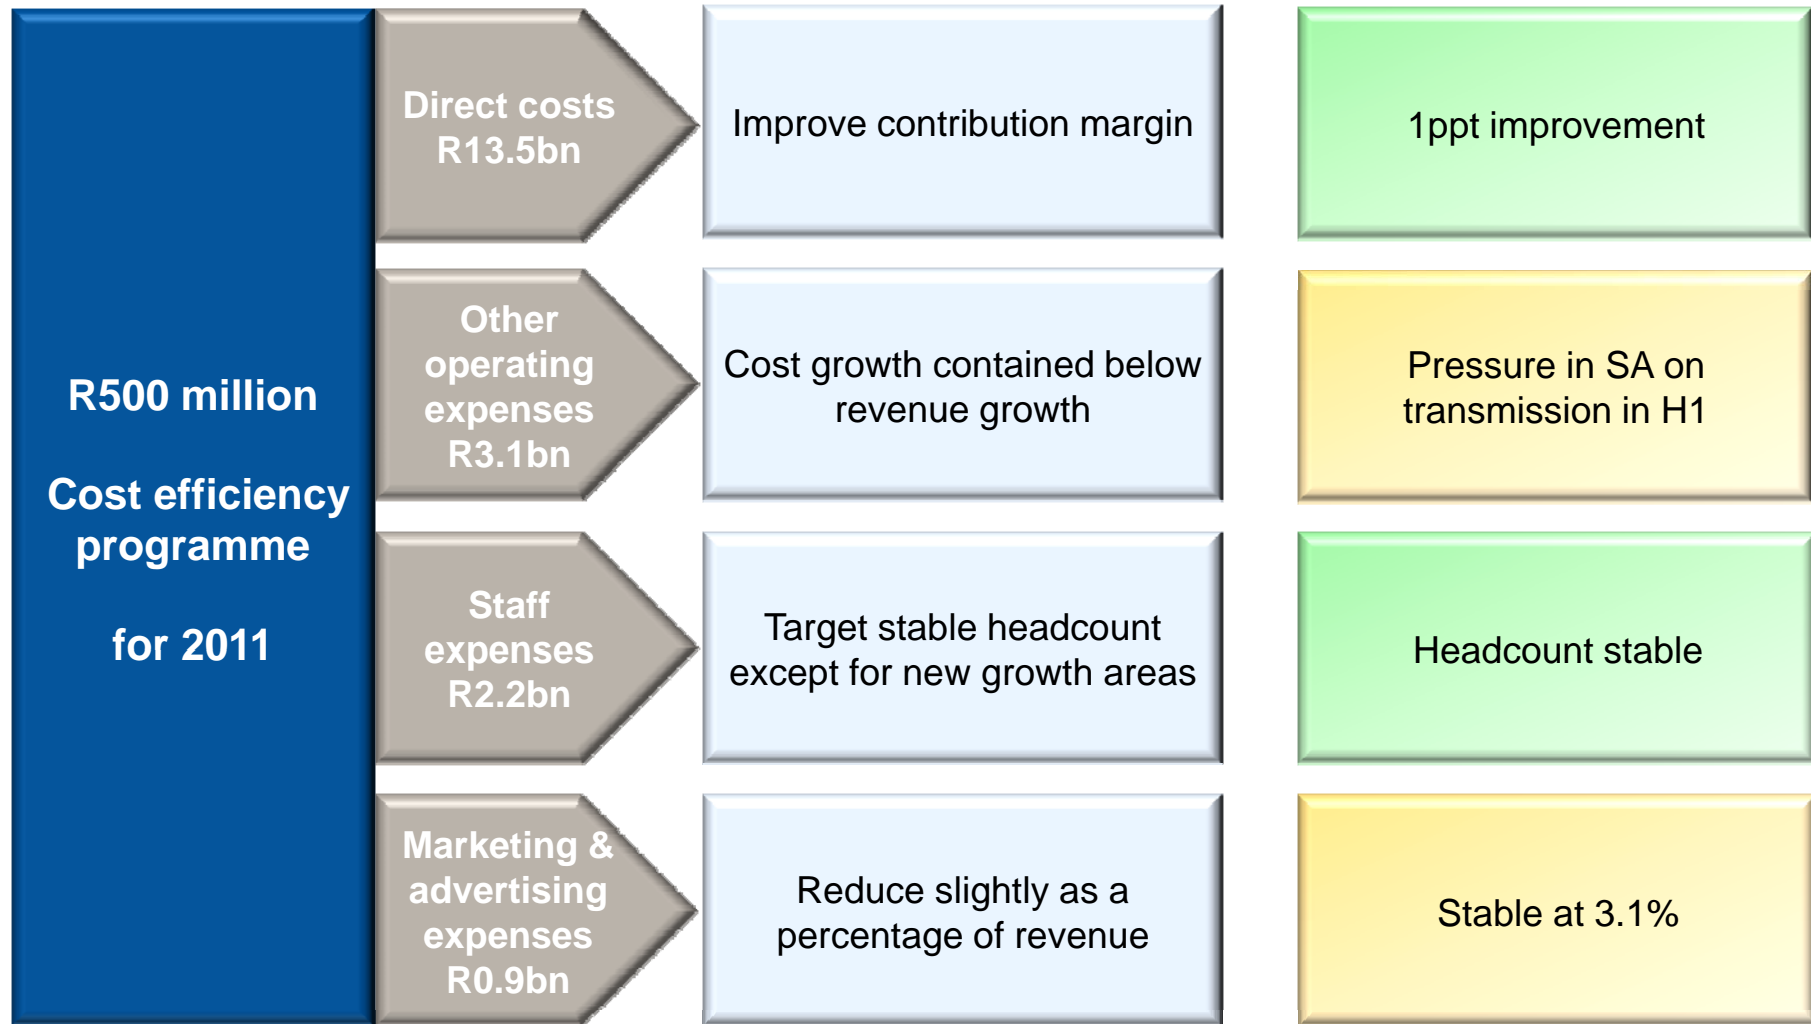 R500 million
Cost efficiency
programme
for 2011
Direct costs
R13.5bn
Improve contribution margin
1ppt improvement
Other
operating
expenses
R3.1bn
Cost growth contained below
revenue growth
Pressure in SA on
transmission in H1
Staff
expenses
R2.2bn
Target stable headcount
except for new growth areas
Headcount stable
Marketing &
advertising
expenses
R0.9bn
Reduce slightly as a
percentage of revenue
Stable at 3.1%